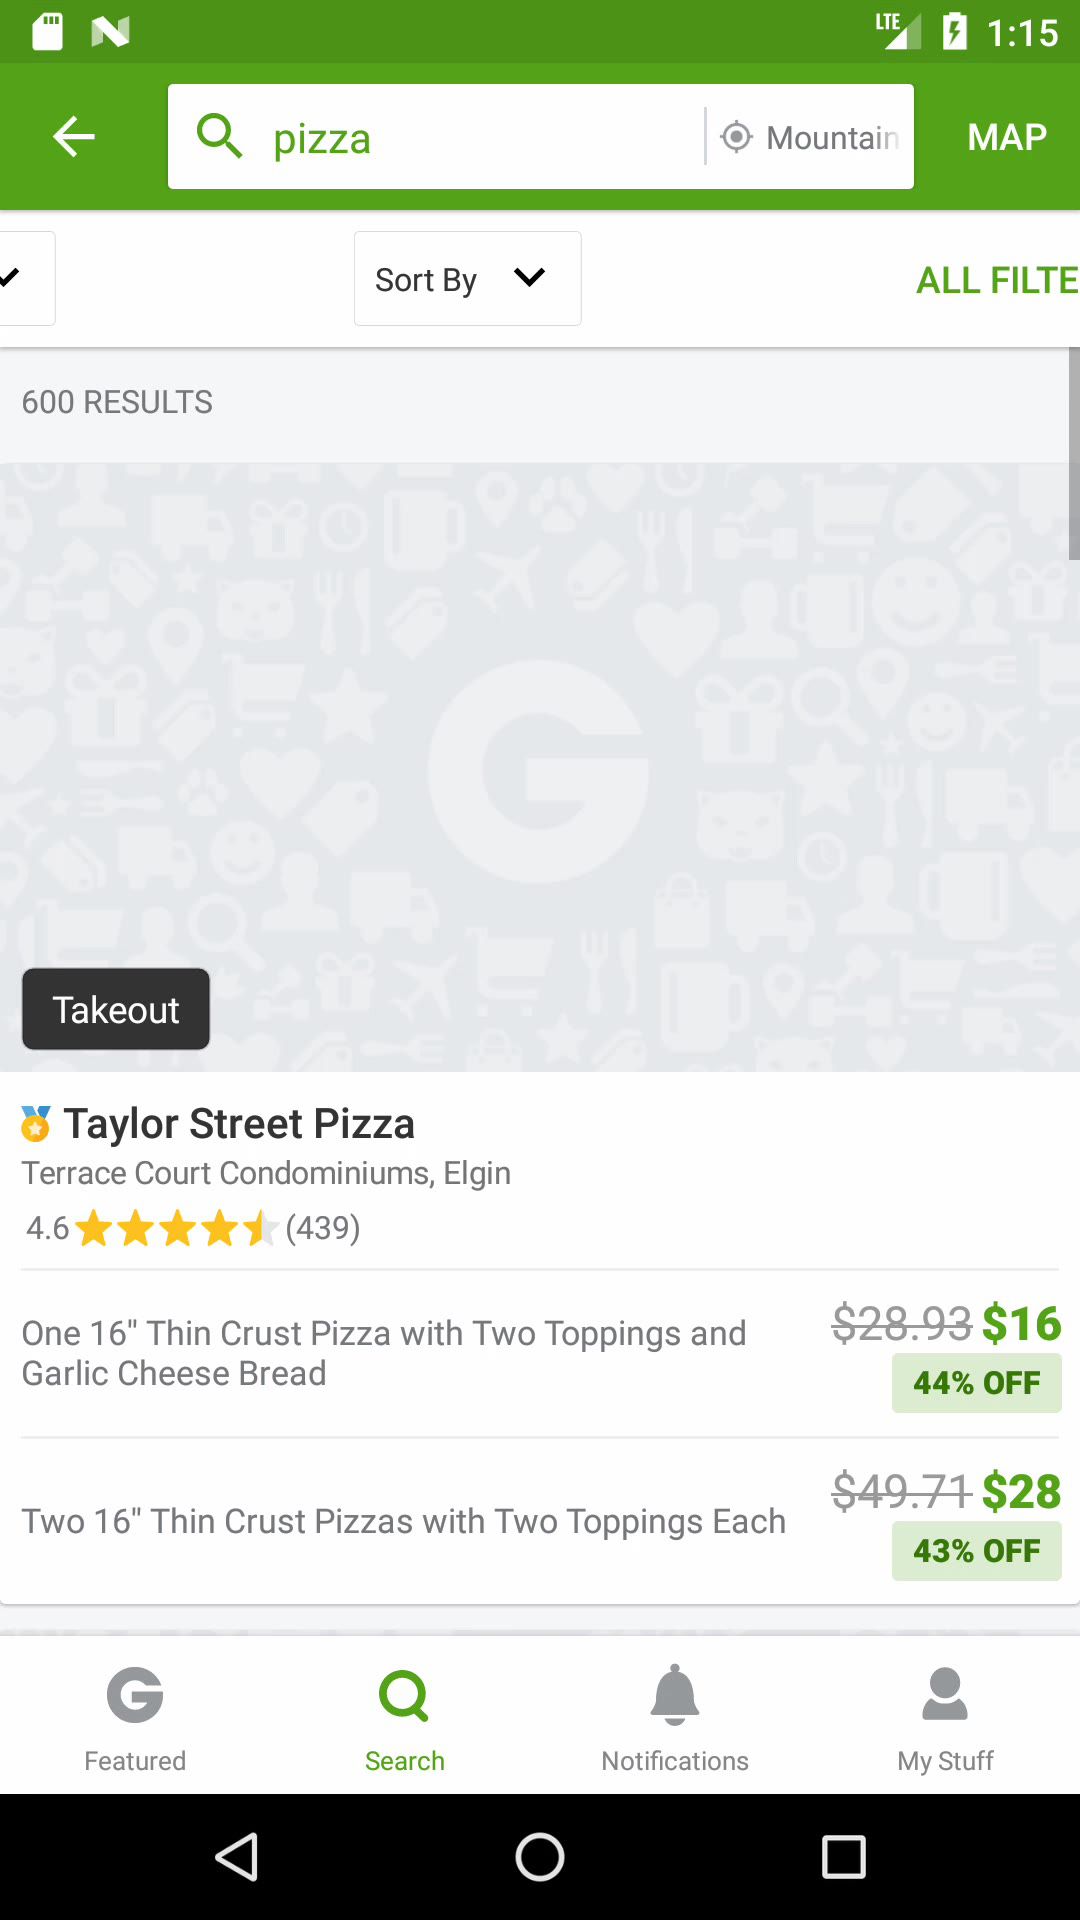 LTE 1:15
pizza Mountain MAP
Sort By ALL FILTE
600 RESULTS
Takeout
Taylor Street Pizza
Terrace Court Condominiums, Elgin
4.6 (439)
One 16" Thin Crust Pizza with Two Toppings and Garlic Cheese Bread
$28.93 $16
44% OFF
Two 16" Thin Crust Pizzas with Two Toppings Each
$49.71 $28
43% OFF
Featured Search Notifications My Stuff